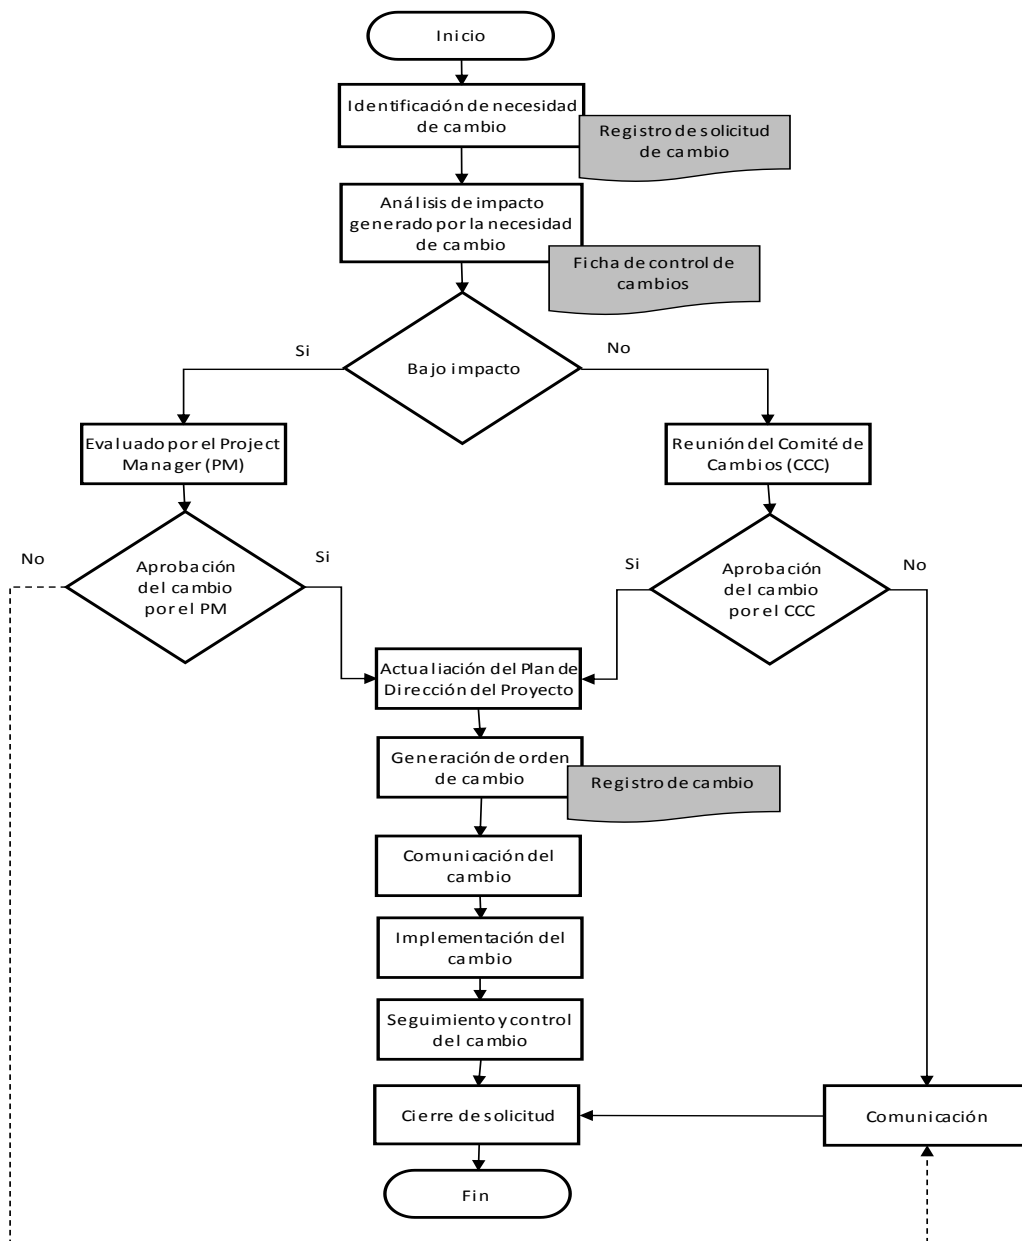 Inicio
Identificación de necesidad
de cambio
Registro de solicitud
de cambio
Análisis de impacto
generado por la necesidad
de cambio
Ficha de control de
cambios
Si
No
Bajo impacto
Evaluado por el Project
Manager (PM)
Reunión del Comité de
Cambios (CCC)
No
Aprobación
del cambio
por el PM
Si
Si
Aprobación
del cambio
por el CCC
No
Actualiación del Plan de
Dirección del Proyecto
Generación de orden
de cambio
Registro de cambio
Comunicación del
cambio
Implementación del
cambio
Seguimiento y control
del cambio
Cierre de solicitud
Comunicación
Fin